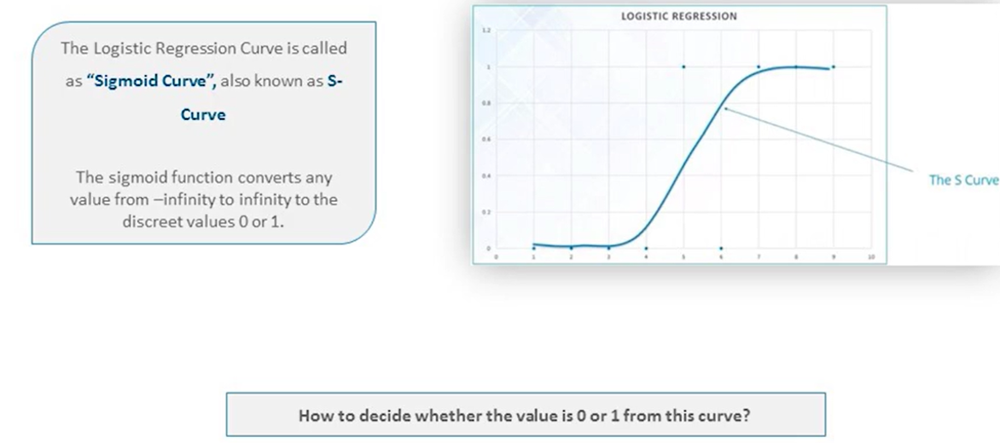 The Logistic Regression Curve is called
as “Sigmoid Curve”, also known as S-
Curve
The sigmoid function converts any
value from –infinity to infinity to the
discreet values 0 or 1.
LOGISTIC REGRESSION
1.2
1
0.8
0.6
0.4
0.2
0
0 1 2 3 4 5 6 7 8 9 10
The S Curve
How to decide whether the value is 0 or 1 from this curve?